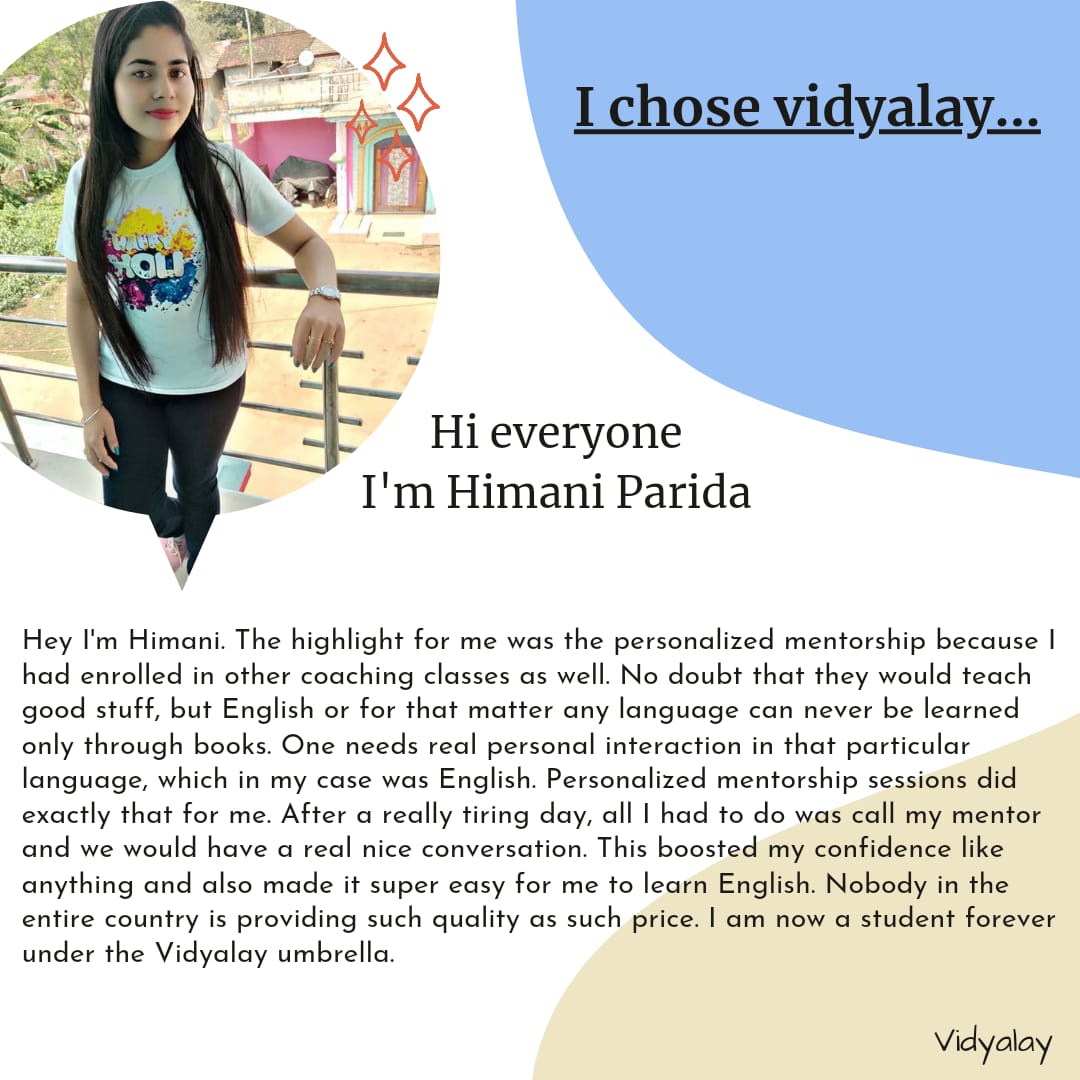 I chose vidyalay...
HAPPY
HOLI
Hi everyone
I'm Himani Parida
Hey I'm Himani. The highlight for me was the personalized mentorship because I
had enrolled in other coaching classes as well. No doubt that they would teach
good stuff, but English or for that matter any language can never be learned
only through books. One needs real personal interaction in that particular
language, which in my case was English. Personalized mentorship sessions did
exactly that for me. After a really tiring day, all I had to do was call my mentor
and we would have a real nice conversation. This boosted my confidence like
anything and also made it super easy for me to learn English. Nobody in the
entire country is providing such quality as such price. I am now a student forever
under the Vidyalay umbrella.
Vidyalay